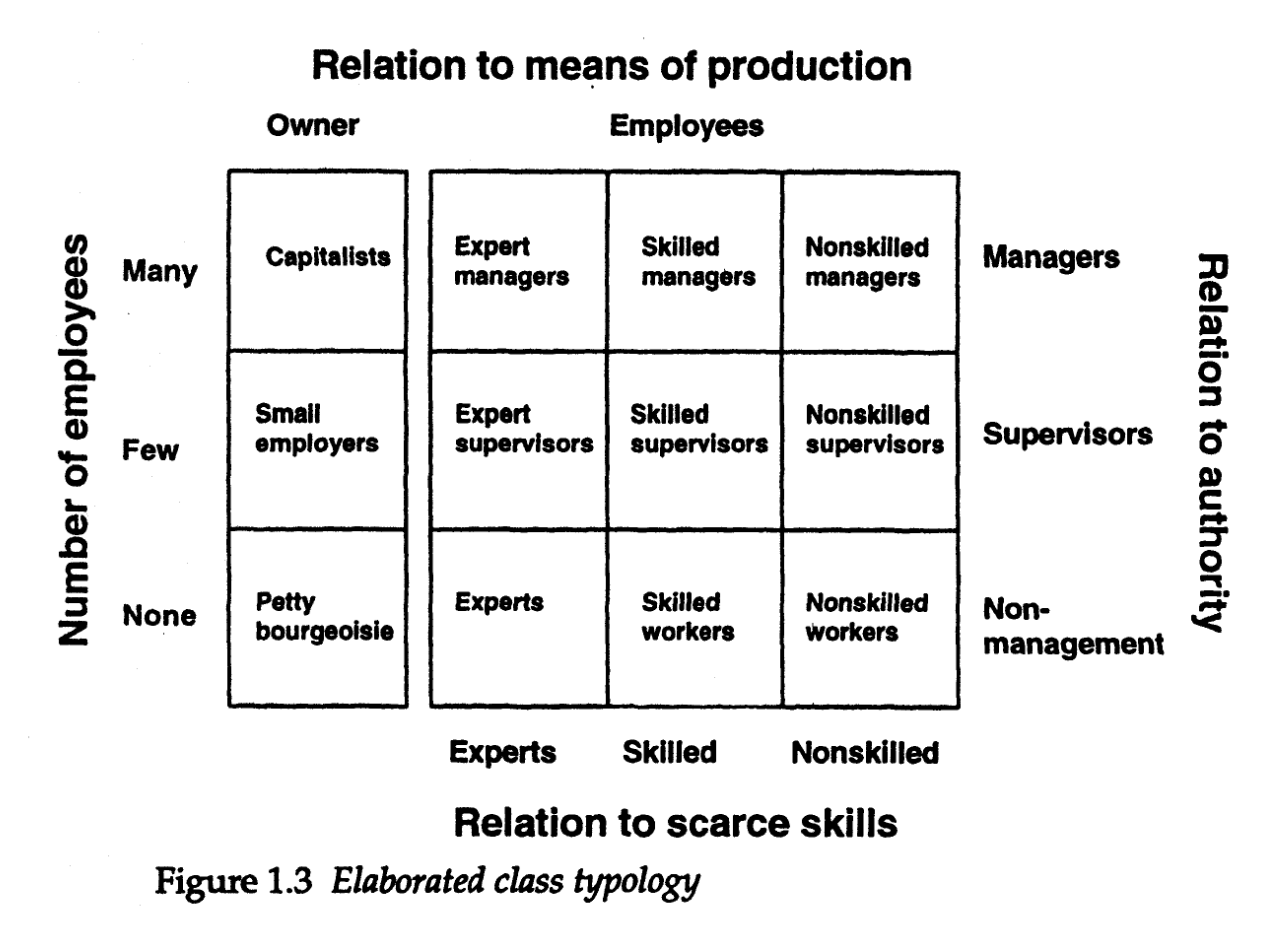 Relation to means of production
Owner
Employees
Number of employees
Many
Capitalists
Expert
managers
Skilled
managers
Nonskilled
managers
Managers
Few
Small
employers
Expert
supervisors
Skilled
supervisors
Nonskilled
supervisors
Supervisors
None
Petty
bourgeoisie
Experts
Skilled
workers
Nonskilled
workers
Non-
management
Relation to authority
Experts
Skilled
Nonskilled
Relation to scarce skills
Figure 1.3 Elaborated class typology